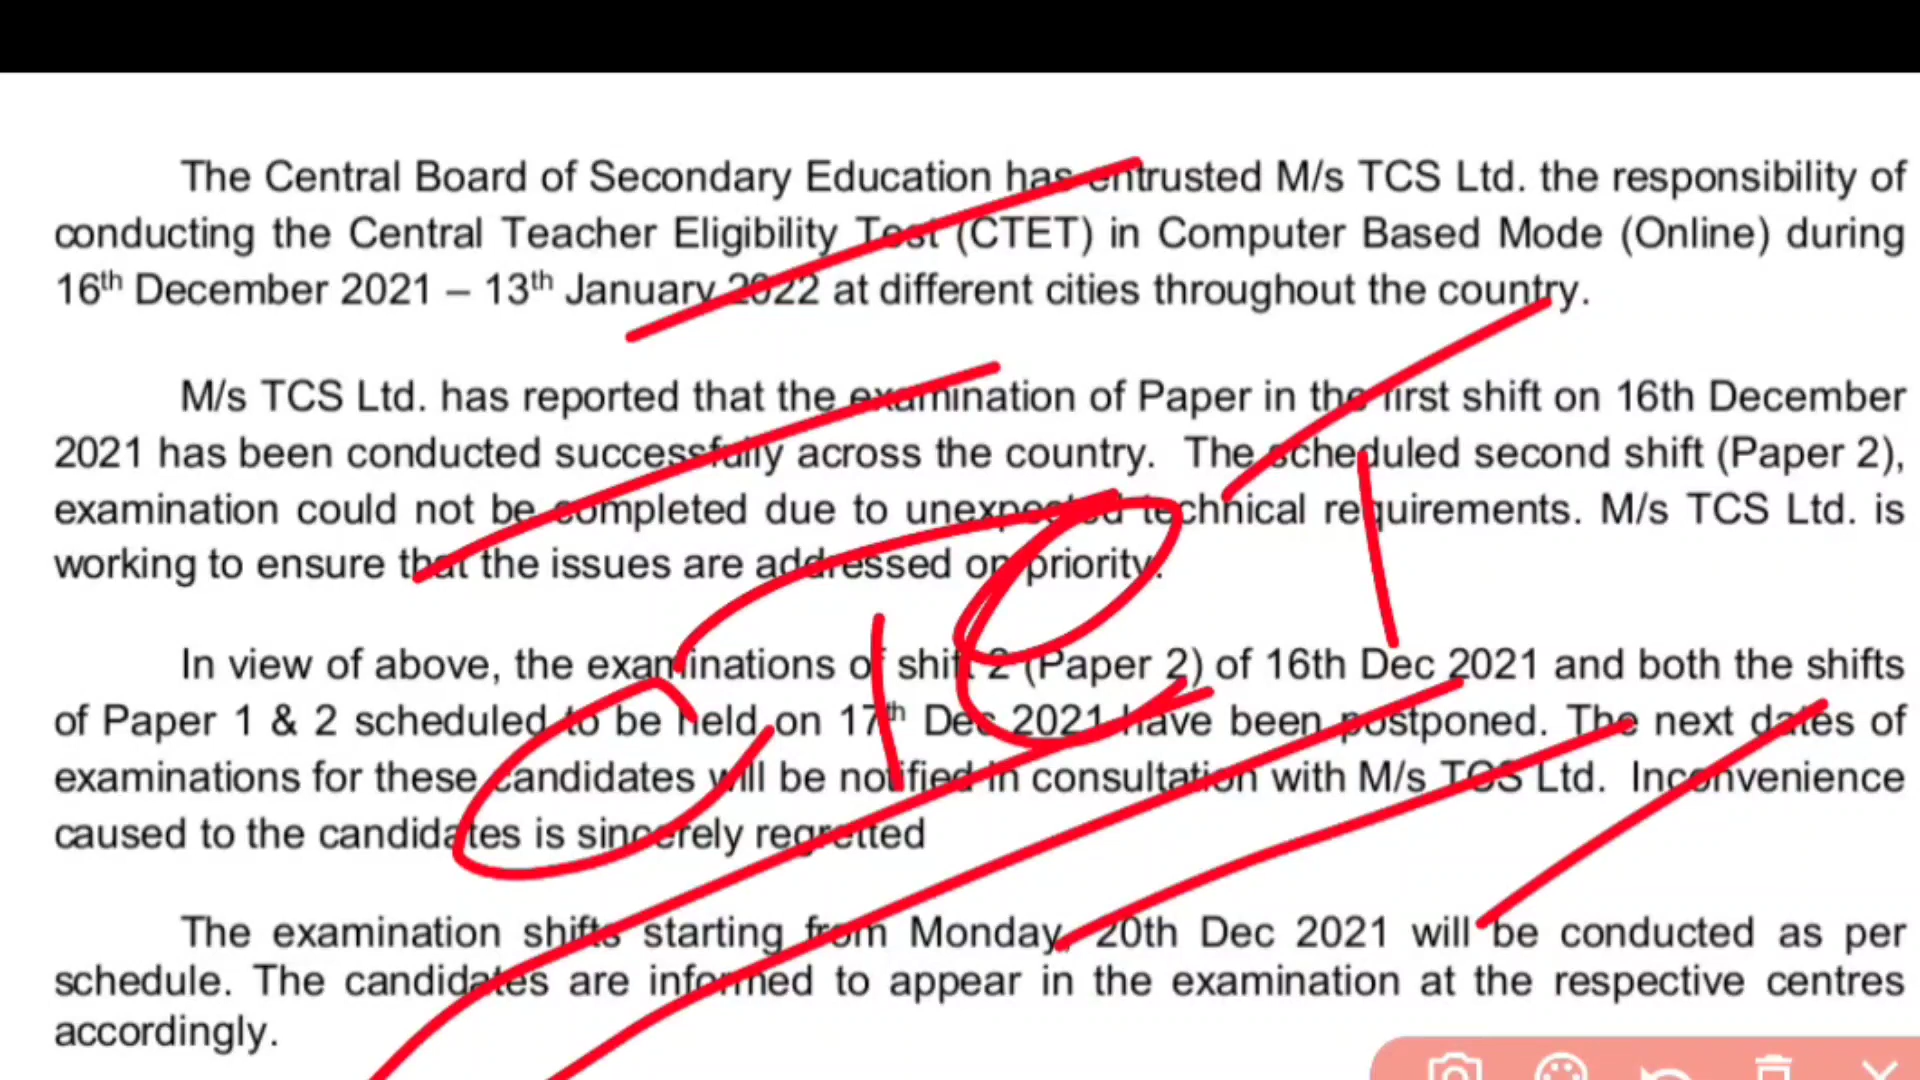 The Central Board of Secondary Education has entrusted M/s TCS Ltd. the responsibility of
conducting the Central Teacher Eligibility Test (CTET) in Computer Based Mode (Online) during
16th December 2021 – 13th January 2022 at different cities throughout the country.
M/s TCS Ltd. has reported that the examination of Paper in the first shift on 16th December
2021 has been conducted successfully across the country. The scheduled second shift (Paper 2),
examination could not be completed due to unexpected technical requirements. M/s TCS Ltd. is
working to ensure that the issues are addressed on priority.
In view of above, the examinations of shift 2 (Paper 2) of 16th Dec 2021 and both the shifts
of Paper 1 & 2 scheduled to be held on 17th Dec 2021 have been postponed. The next dates of
examinations for these candidates will be notified in consultation with M/s TCS Ltd. Inconvenience
caused to the candidates is sincerely regretted
The examination shifts starting from Monday, 20th Dec 2021 will be conducted as per
schedule. The candidates are informed to appear in the examination at the respective centres
accordingly.
CTET